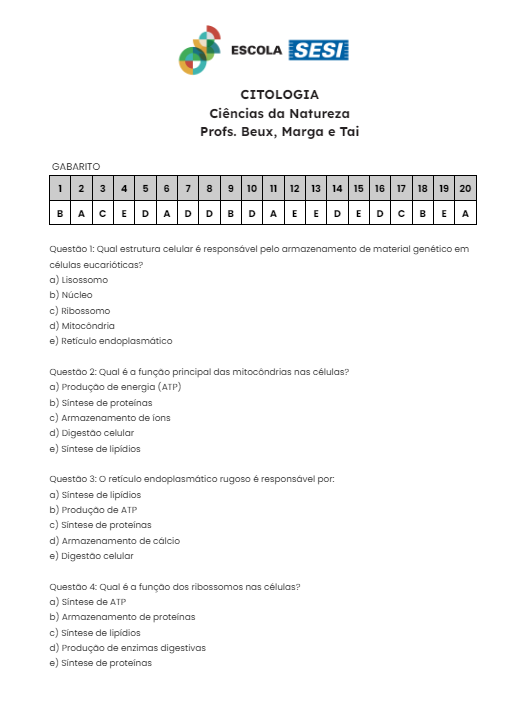 ESCOLA SESI
CITOLOGIA
Ciências da Natureza
Profs. Beux, Marga e Tai
GABARITO
1 2 3 4 5 6 7 8 9 10 11 12 13 14 15 16 17 18 19 20
B A C E D A D D B D A E E D E D C B E A
Questão 1: Qual estrutura celular é responsável pelo armazenamento de material genético em
células eucarióticas?
a) Lisossomo
b) Núcleo
c) Ribossomo
d) Mitocôndria
e) Retículo endoplasmático
Questão 2: Qual é a função principal das mitocôndrias nas células?
a) Produção de energia (ATP)
b) Síntese de proteínas
c) Armazenamento de íons
d) Digestão celular
e) Síntese de lipídios
Questão 3: O retículo endoplasmático rugoso é responsável por:
a) Síntese de lipídios
b) Produção de ATP
c) Síntese de proteínas
d) Armazenamento de cálcio
e) Digestão celular
Questão 4: Qual é a função dos ribossomos nas células?
a) Síntese de ATP
b) Armazenamento de proteínas
c) Síntese de lipídios
d) Produção de enzimas digestivas
e) Síntese de proteínas